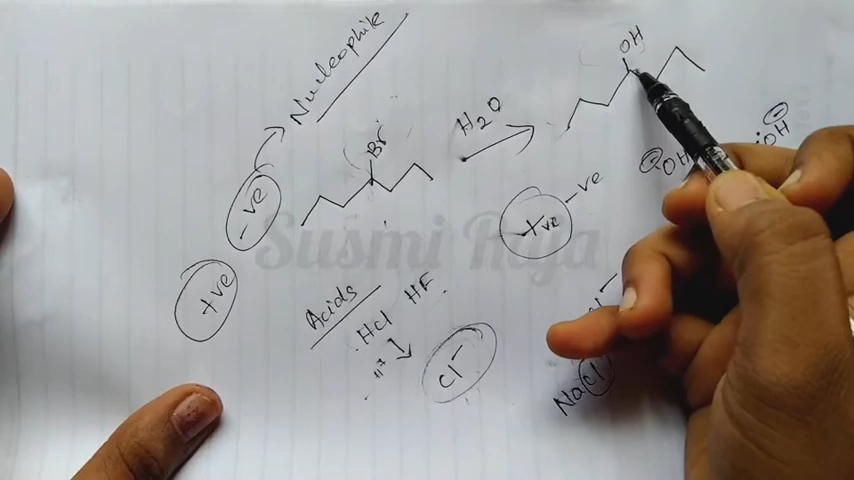 Nucleophile
OH
Br
H₂O
⊖OH
:OH⊖
-ve
+ve
+ve -ve
Susmi Raja
Acids
HCl HF
H⁺
Cl⁻
NaCl